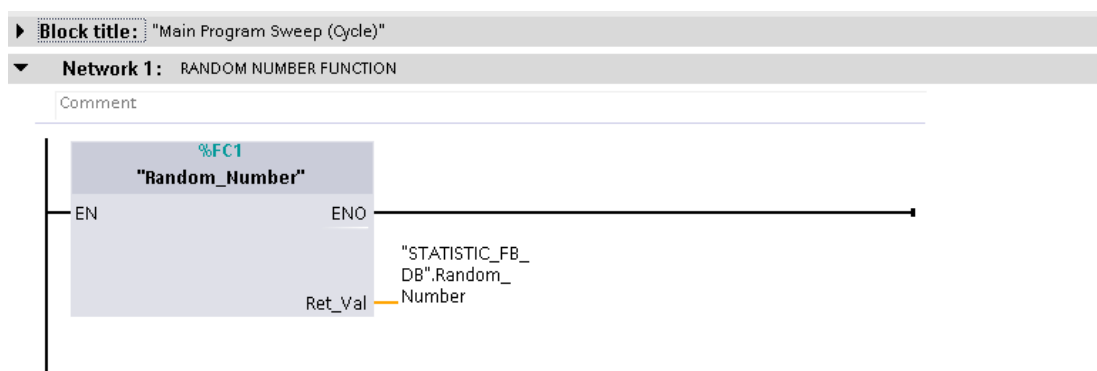 Block title: "Main Program Sweep (Cycle)"
Network 1: RANDOM NUMBER FUNCTION
Comment
%FC1
"Random_Number"
EN ENO
"STATISTIC_FB_
DB".Random_
Ret_Val Number